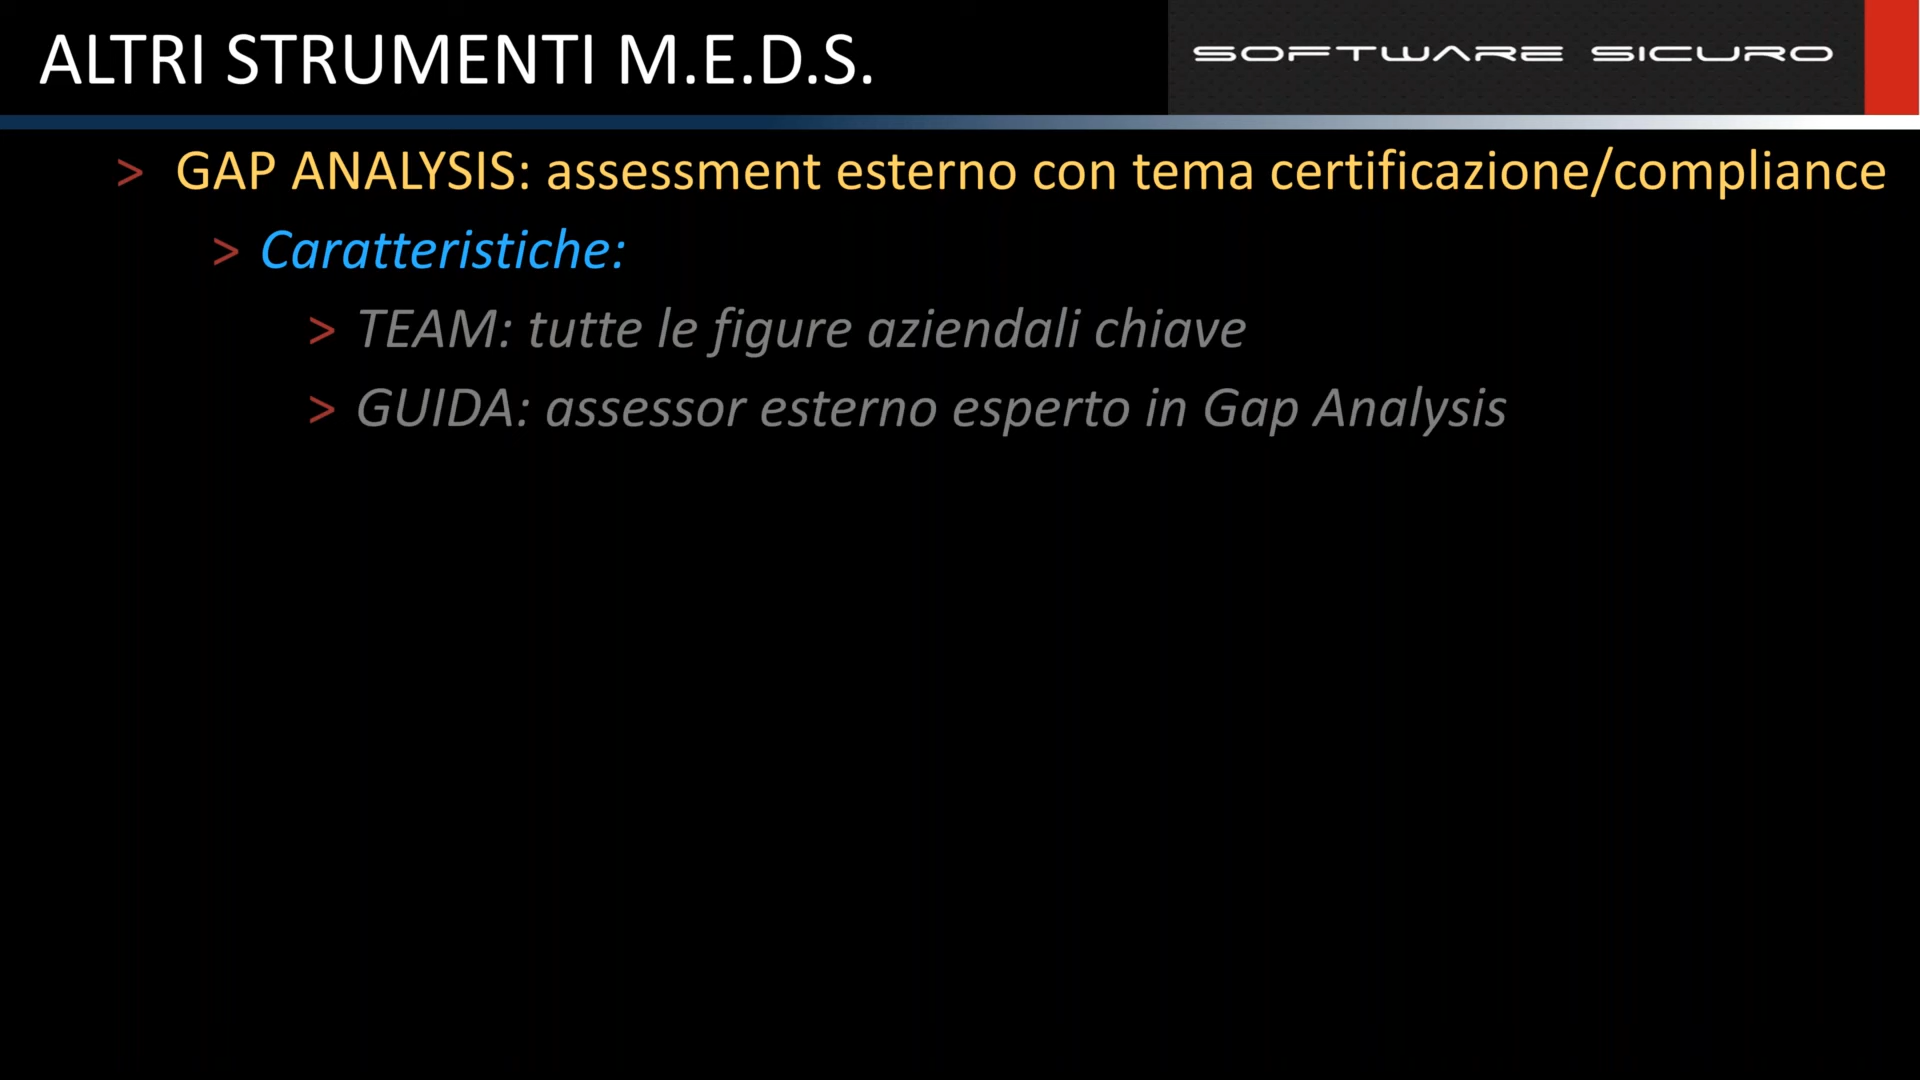 ALTRI STRUMENTI M.E.D.S.
SOFTWARE SICURO
> GAP ANALYSIS: assessment esterno con tema certificazione/compliance
> Caratteristiche:
> TEAM: tutte le figure aziendali chiave
> GUIDA: assessor esterno esperto in Gap Analysis